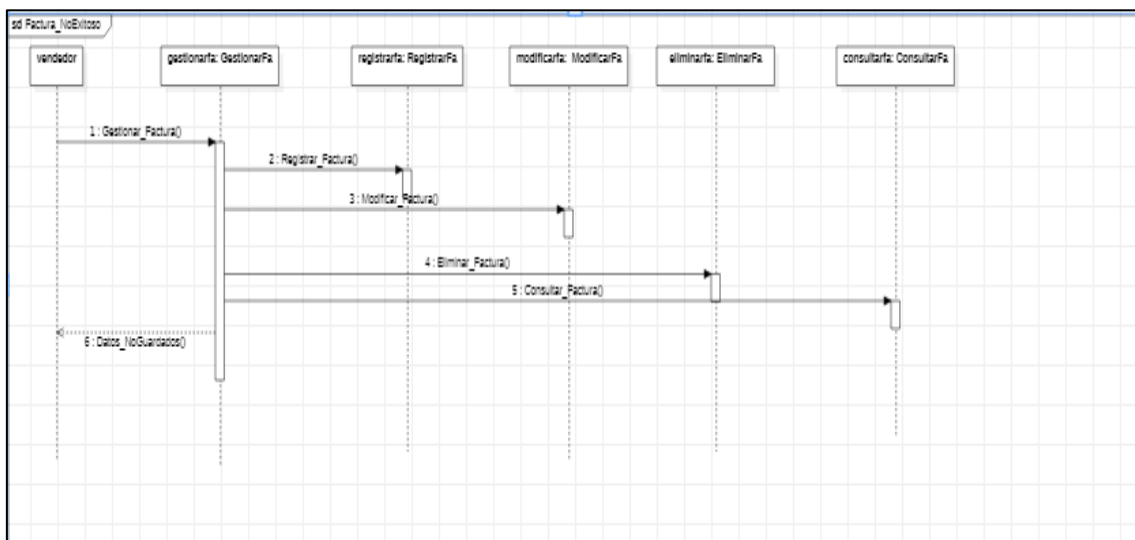 sd Factura_NoExitoso
vendedor
gestionarfa: GestionarFa
registrarfa: RegistrarFa
modificarfa: ModificarFa
eliminarfa: EliminarFa
consultarfa: ConsultarFa
1 : Gestionar_Factura()
2 : Registrar_Factura()
3 : Modificar_Factura()
4 : Eliminar_Factura()
5 : Consultar_Factura()
6 : Datos_NoGuardados()